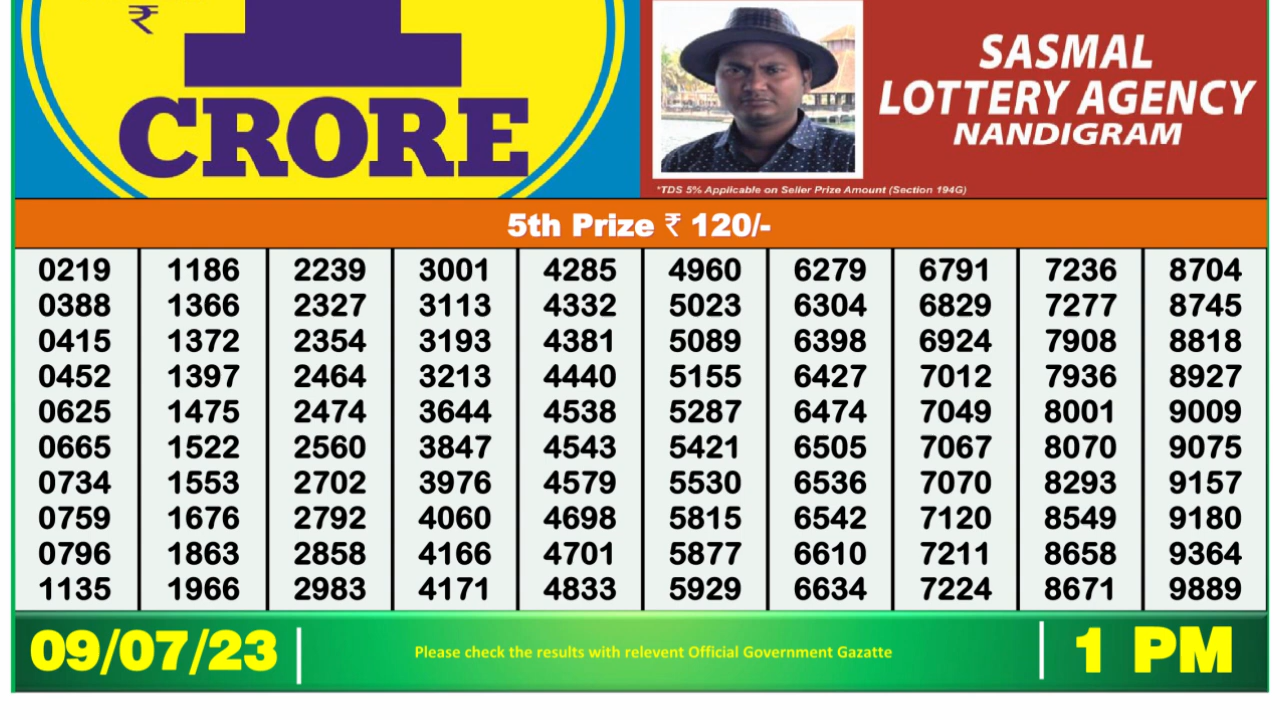 ₹
1
CRORE
SASMAL
LOTTERY AGENCY
NANDIGRAM
*TDS 5% Applicable on Seller Prize Amount (Section 194G)
5th Prize ₹ 120/-
0219 1186 2239 3001 4285 4960 6279 6791 7236 8704
0388 1366 2327 3113 4332 5023 6304 6829 7277 8745
0415 1372 2354 3193 4381 5089 6398 6924 7908 8818
0452 1397 2464 3213 4440 5155 6427 7012 7936 8927
0625 1475 2474 3644 4538 5287 6474 7049 8001 9009
0665 1522 2560 3847 4543 5421 6505 7067 8070 9075
0734 1553 2702 3976 4579 5530 6536 7070 8293 9157
0759 1676 2792 4060 4698 5815 6542 7120 8549 9180
0796 1863 2858 4166 4701 5877 6610 7211 8658 9364
1135 1966 2983 4171 4833 5929 6634 7224 8671 9889
09/07/23 Please check the results with relevent Official Government Gazatte 1 PM